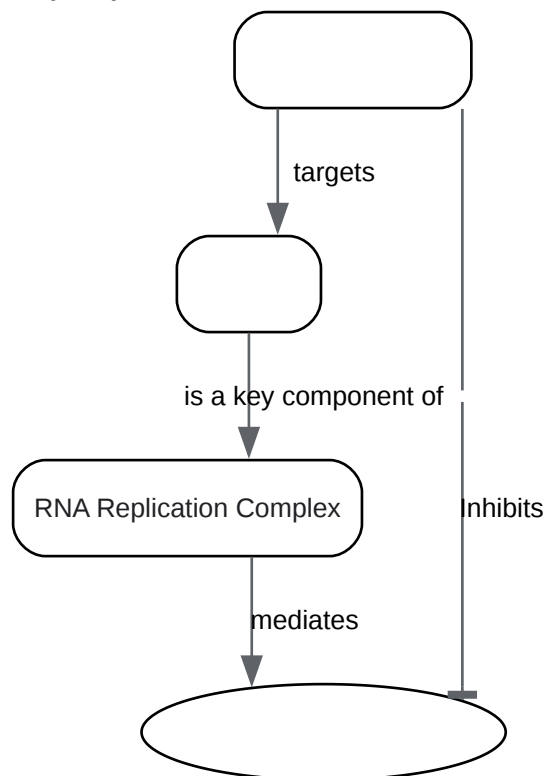 targets
is a key component of
RNA Replication Complex
Inhibits
mediates